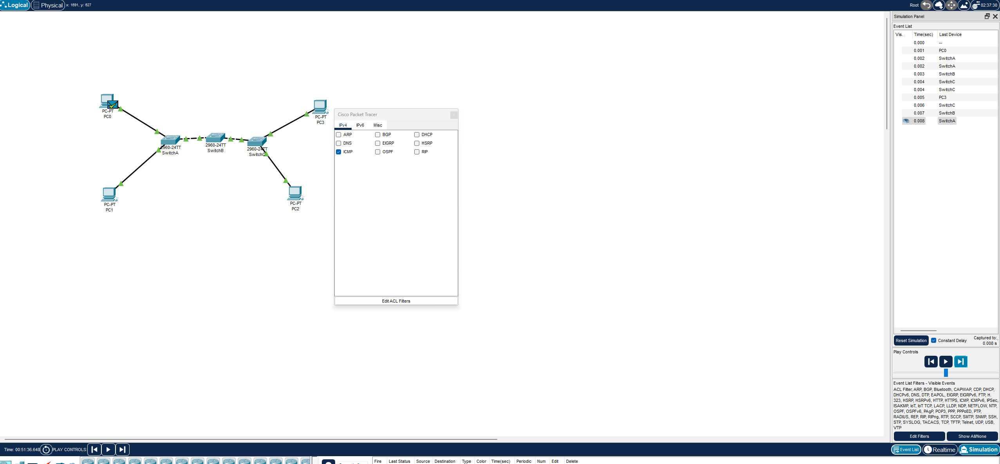 Logical Physical x: 1691, y: 627 Root 02:37:30
Simulation Panel
Event List
Vis. Time(sec) Last Device
0.000 --
0.001 PC0
0.002 SwitchA
0.002 SwitchA
0.003 SwitchB
0.004 SwitchC
0.004 SwitchC
0.005 PC3
0.006 SwitchC
0.007 SwitchB
0.008 SwitchA
PC-PT
PC0
PC-PT
PC3
2960-24TT
SwitchA
2960-24TT
SwitchB
2960-24TT
SwitchC
PC-PT
PC1
PC-PT
PC2
Cisco Packet Tracer
IPv4 IPv6 Misc
ARP BGP DHCP
DNS EIGRP HSRP
ICMP OSPF RIP
Edit ACL Filters
Reset Simulation Constant Delay Captured to:
0.008 s
Play Controls
Event List Filters - Visible Events
ACL Filter, ARP, BGP, Bluetooth, CAPWAP, CDP, DHCP,
DHCPv6, DNS, DTP, EAPOL, EIGRP, EIGRPv6, FTP, H.
323, HSRP, HSRPv6, HTTP, HTTPS, ICMP, ICMPv6, IPSec,
ISAKMP, IoT, IoT TCP, LACP, LLDP, NDP, NETFLOW, NTP,
OSPF, OSPFv6, PAgP, POP3, PPP, PPPoED, PTP,
RADIUS, REP, RIP, RIPng, RTP, SCCP, SMTP, SNMP, SSH,
STP, SYSLOG, TACACS, TCP, TFTP, Telnet, UDP, USB,
VTP
Edit Filters Show All/None
Time: 00:51:36.648 PLAY CONTROLS: Event List Realtime Simulation
Fire Last Status Source Destination Type Color Time(sec) Periodic Num Edit Delete